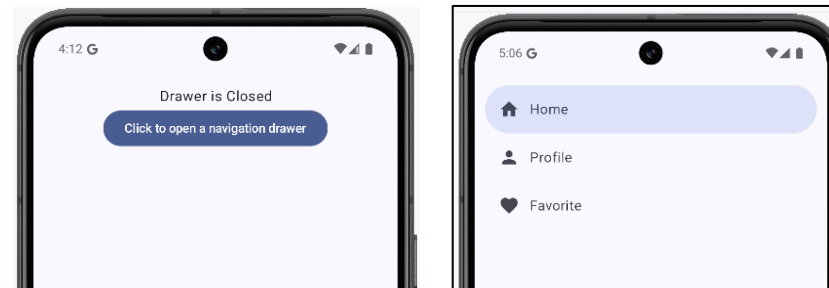 4:12 G
Drawer is Closed
Click to open a navigation drawer
5:06 G
Home
Profile
Favorite